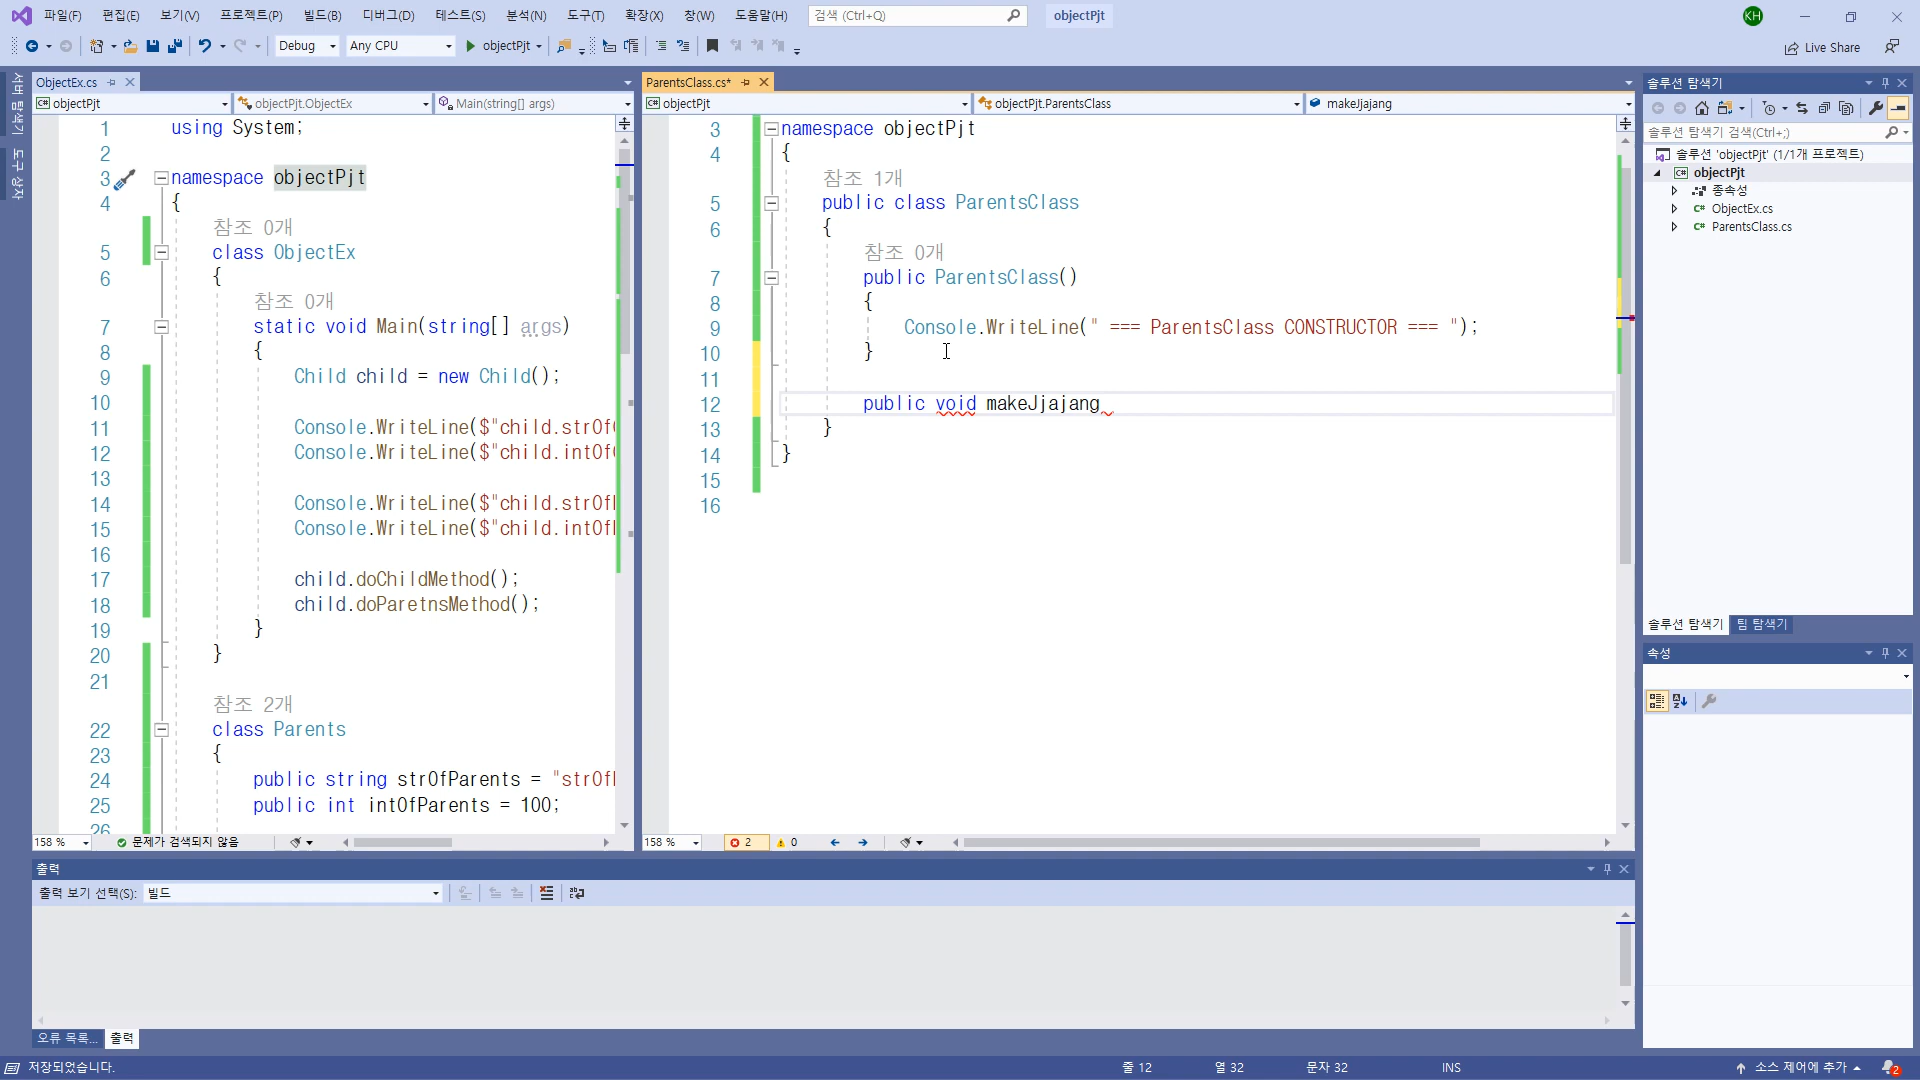 파일(F) 편집(E) 보기(V) 프로젝트(P) 빌드(B) 디버그(D) 테스트(S) 분석(N) 도구(T) 확장(X) 창(W) 도움말(H) 검색 (Ctrl+Q) objectPjt KH
Debug Any CPU objectPjt Live Share
서버 탐색기
도구 상자
ObjectEx.cs
objectPjt objectPjt.ObjectEx Main(string[] args)
1 using System;
2
3 namespace objectPjt
4 {
참조 0개
5 class ObjectEx
6 {
참조 0개
7 static void Main(string[] args)
8 {
9 Child child = new Child();
10
11 Console.WriteLine($"child.strOf
12 Console.WriteLine($"child.intOf
13
14 Console.WriteLine($"child.strOf
15 Console.WriteLine($"child.intOf
16
17 child.doChildMethod();
18 child.doParetnsMethod();
19 }
20 }
21
참조 2개
22 class Parents
23 {
24 public string strOfParents = "strOf
25 public int intOfParents = 100;
26
158 % 문제가 검색되지 않음
ParentsClass.cs*
objectPjt objectPjt.ParentsClass makeJjajang
3 namespace objectPjt
4 {
참조 1개
5 public class ParentsClass
6 {
참조 0개
7 public ParentsClass()
8 {
9 Console.WriteLine(" === ParentsClass CONSTRUCTOR === ");
10 }
11
12 public void makeJjajang
13 }
14 }
15
16
158 % 2 0
솔루션 탐색기
솔루션 탐색기 검색(Ctrl+;)
솔루션 'objectPjt' (1/1개 프로젝트)
objectPjt
종속성
ObjectEx.cs
ParentsClass.cs
솔루션 탐색기 팀 탐색기
속성
출력
출력 보기 선택(S): 빌드
오류 목록... 출력
저장되었습니다. 줄 12 열 32 문자 32 INS 소스 제어에 추가 2